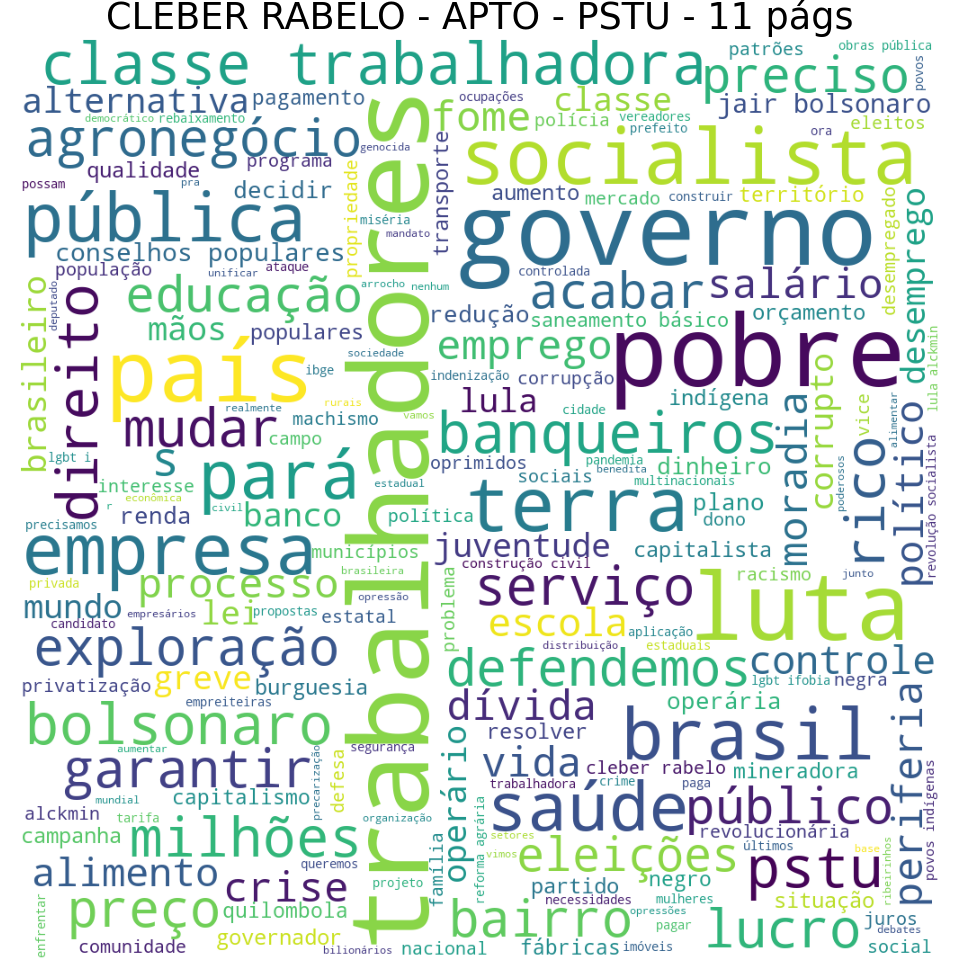 CLEBER RABELO - APTO - PSTU - 11 págs
classe trabalhadora
preciso
patrões
obras pública
povos
alternativa
pagamento
ocupações
classe
jair bolsonaro
democrático
rebaixamento
fome
polícia
vereadores
prefeito
ora
eleitos
agronegócio
genocida
socialista
qualidade
programa
possam
pra
decidir
propriedade
transporte
aumento
mercado
construir
território
pública
miséria
mandato
governo
desempregado
desemprego
conselhos populares
unificar
ataque
controlada
população
arrocho
nenhum
acabar
salário
brasileiro
deputado
direito
educação
redução
saneamento básico
orçamento
mãos
populares
trabalhadores
emprego
pobre
lula alckmin
país
sociedade
ibge
indenização
corrupção
indígena
realmente
rurais
lula
cidade
mudar
machismo
vamos
banqueiros
moradia
corrupto
vice
alimentar
campo
lgbt i
s
pará
oprimidos
pandemia
benedita
dinheiro
rico
político
interesse
econômica
estadual
sociais
multinacionais
poderosos
revolução socialista
r
renda
civil
banco
política
terra
plano
dono
precisamos
empresa
municípios
juventude
capitalista
construção civil
brasileira
privada
processo
problema
serviço
racismo
junto
luta
mundo
empresários
lei
propostas
opressão
estatal
escola
aplicação
candidato
distribuição
estaduais
exploração
defendemos
controle
privatização
greve
burguesia
lgbt ifobia
negra
empreiteiras
dívida
operária
bolsonaro
resolver
brasil
periferia
aumentar
segurança
garantir
precarização
defesa
operário
vida
cleber rabelo
mineradora
trabalhadora
crime
paga
mundial
capitalismo
saúde
público
povos indígenas
alckmin
tarifa
organização
reforma agrária
revolucionária
campanha
milhões
setores
vimos
eleições
últimos
base
ribeirinhos
queremos
família
pstu
alimento
crise
projeto
partido
negro
necessidades
mulheres
situação
preço
quilombola
opressões
bairro
pagar
lucro
juros
debates
enfrentar
governador
comunidade
bilionários
nacional
fábricas
imóveis
social